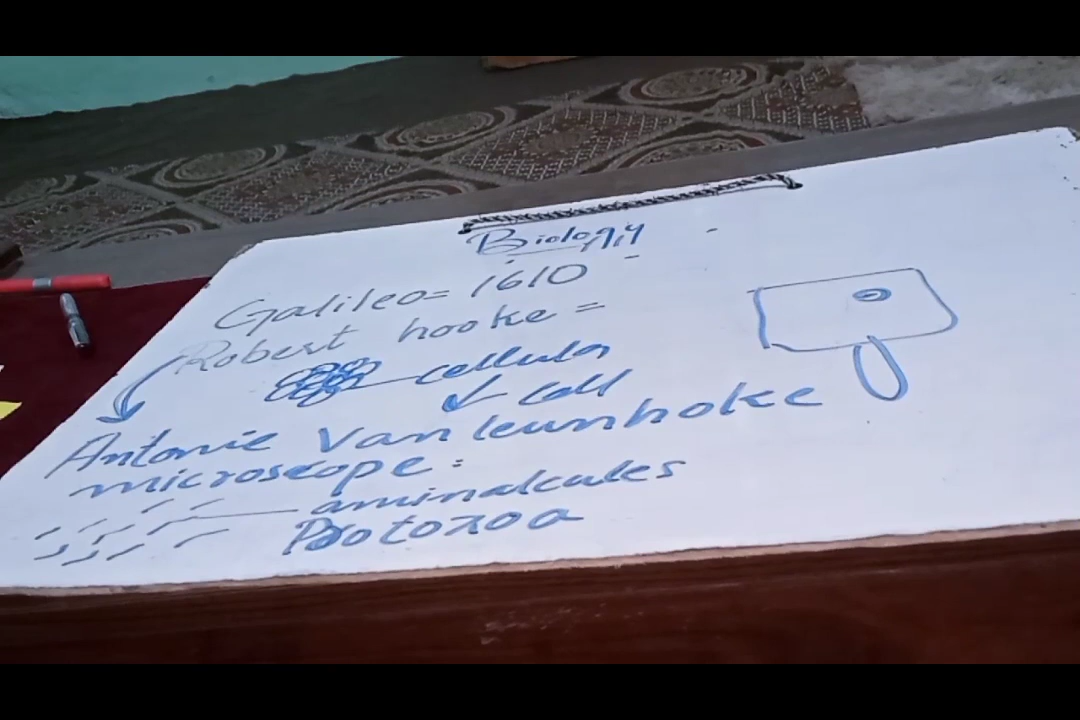 Biology
Galileo= 1610
Robert hooke =
cellula
cell
Antonie Van leunhoke
microscope:
aminalcules
Protozoa